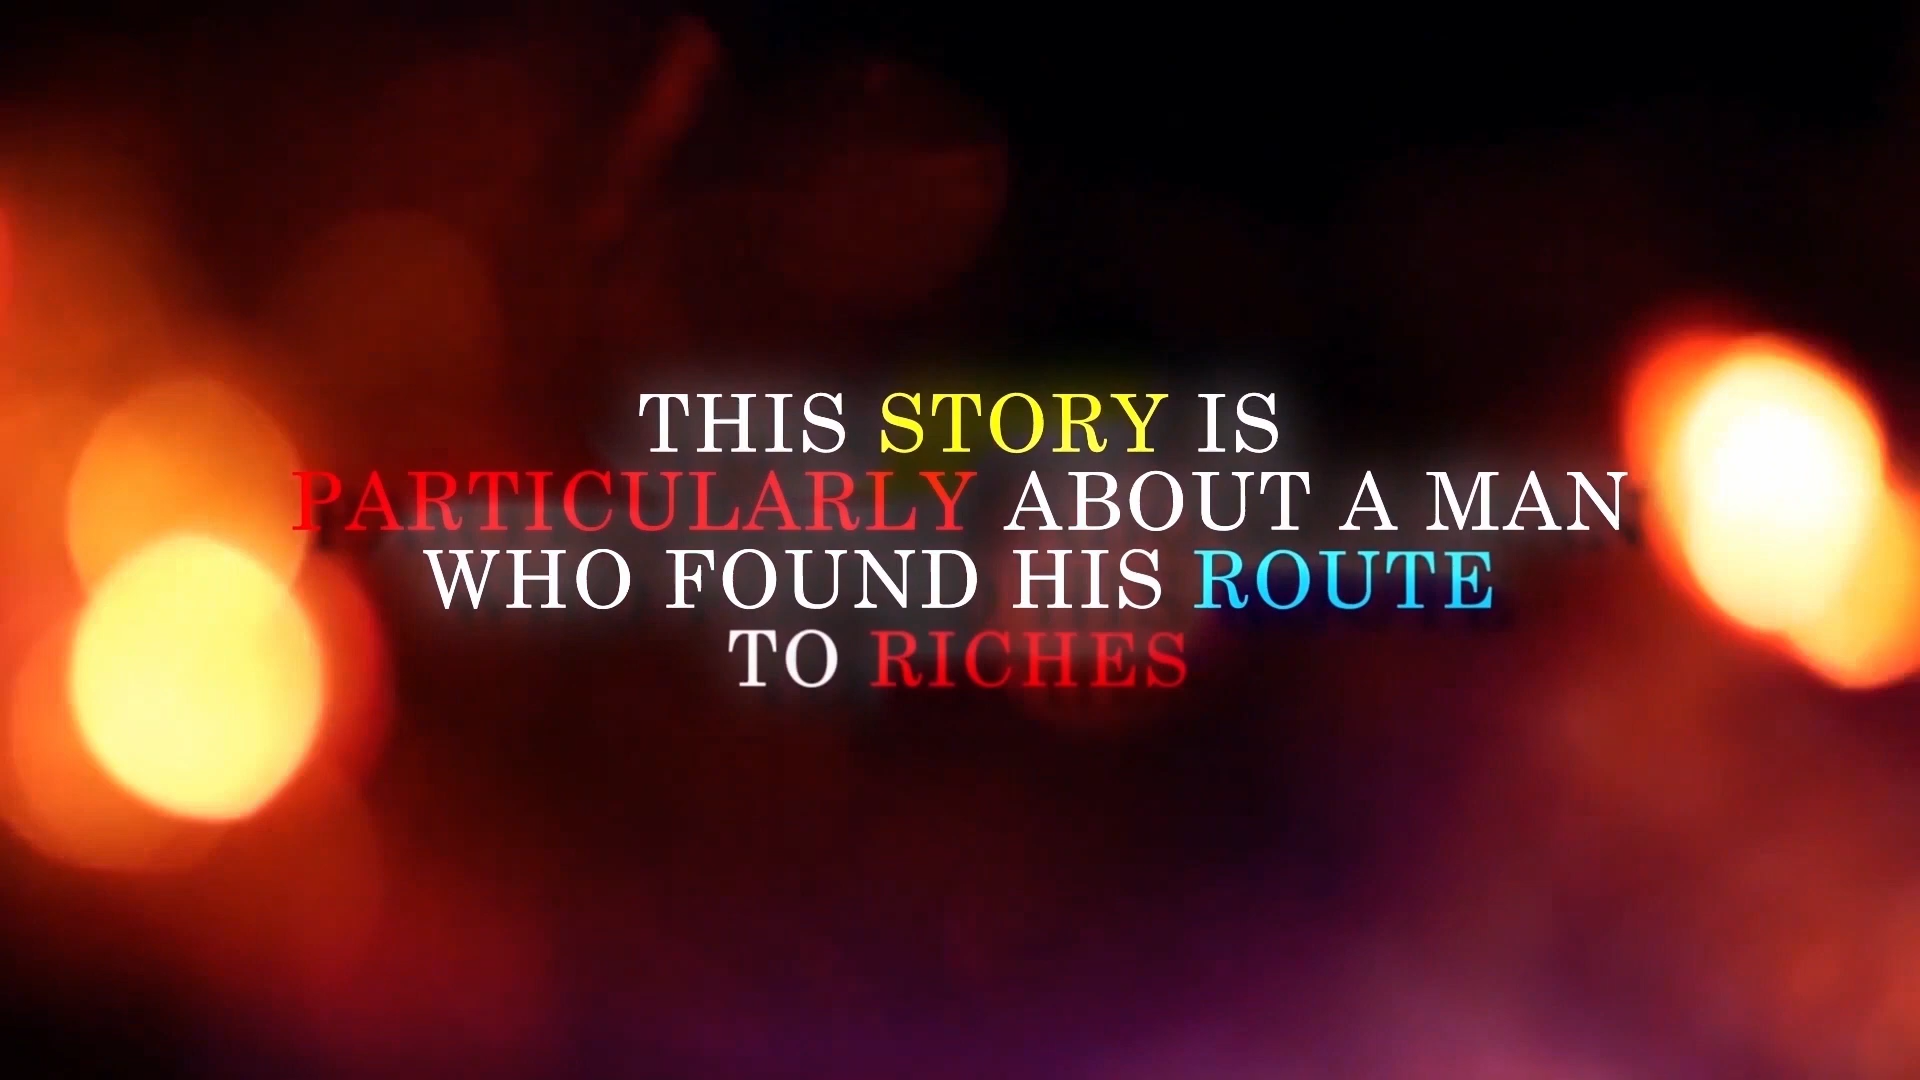 THIS STORY IS
PARTICULARLY ABOUT A MAN
WHO FOUND HIS ROUTE
TO RICHES